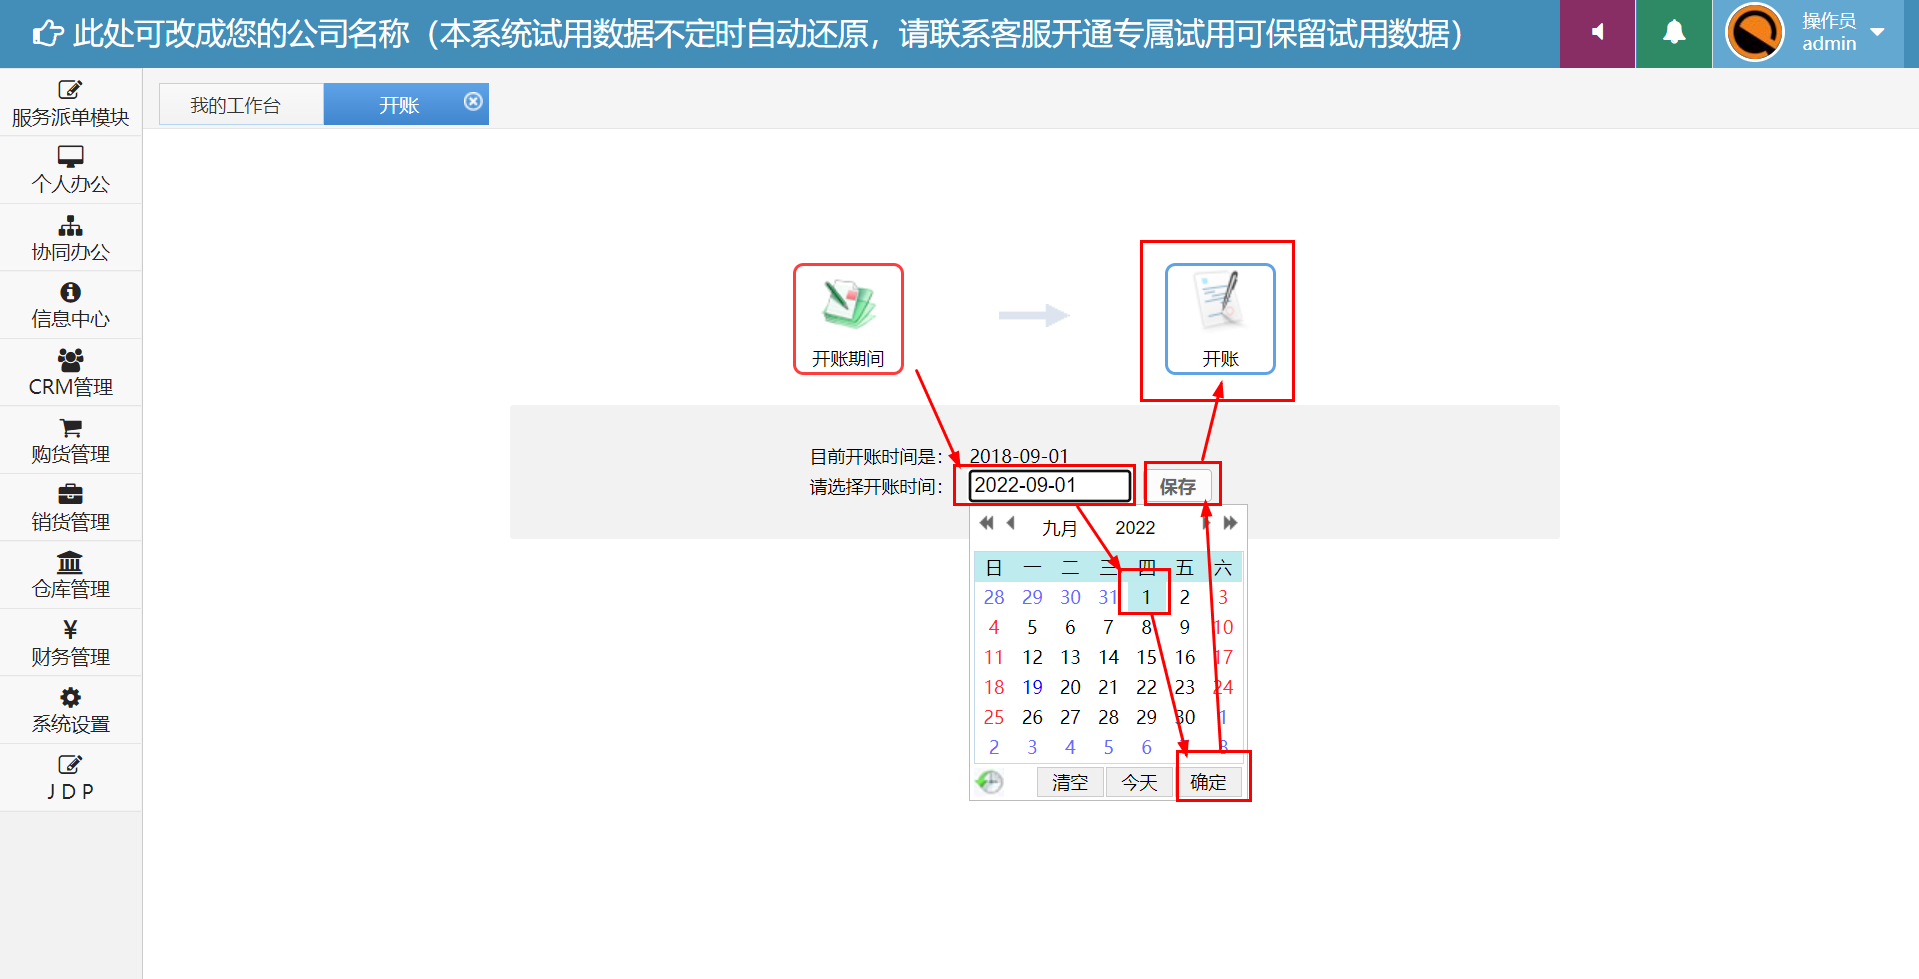 此处可改成您的公司名称（本系统试用数据不定时自动还原，请联系客服开通专属试用可保留试用数据）
操作员
admin
服务派单模块
个人办公
协同办公
信息中心
CRM管理
购货管理
销货管理
仓库管理
财务管理
系统设置
J D P
我的工作台
开账
开账期间
开账
目前开账时间是： 2018-09-01
请选择开账时间： 2022-09-01 保存
九月 2022
日 一 二 三 四 五 六
28 29 30 31 1 2 3
4 5 6 7 8 9 10
11 12 13 14 15 16 17
18 19 20 21 22 23 24
25 26 27 28 29 30 1
2 3 4 5 6 8
清空 今天 确定